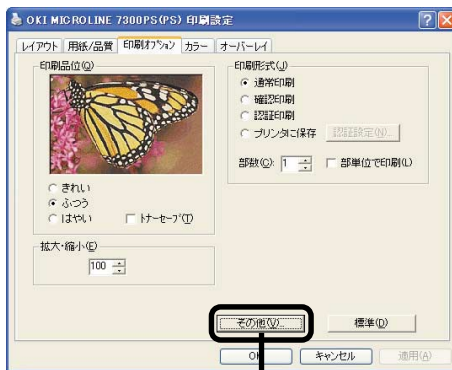 OKI MICROLINE 7300PS(PS) 印刷設定
レイアウト 用紙/品質 印刷オプション カラー オーバーレイ
印刷品位(Q)
きれい
ふつう
はやい
トナーセーブ(T)
拡大・縮小(E)
100
印刷形式(J)
通常印刷
確認印刷
認証印刷
プリンタに保存
認証設定(N)...
部数(C): 1
部単位で印刷(L)
その他(V)...
標準(D)
OK
キャンセル
適用(A)